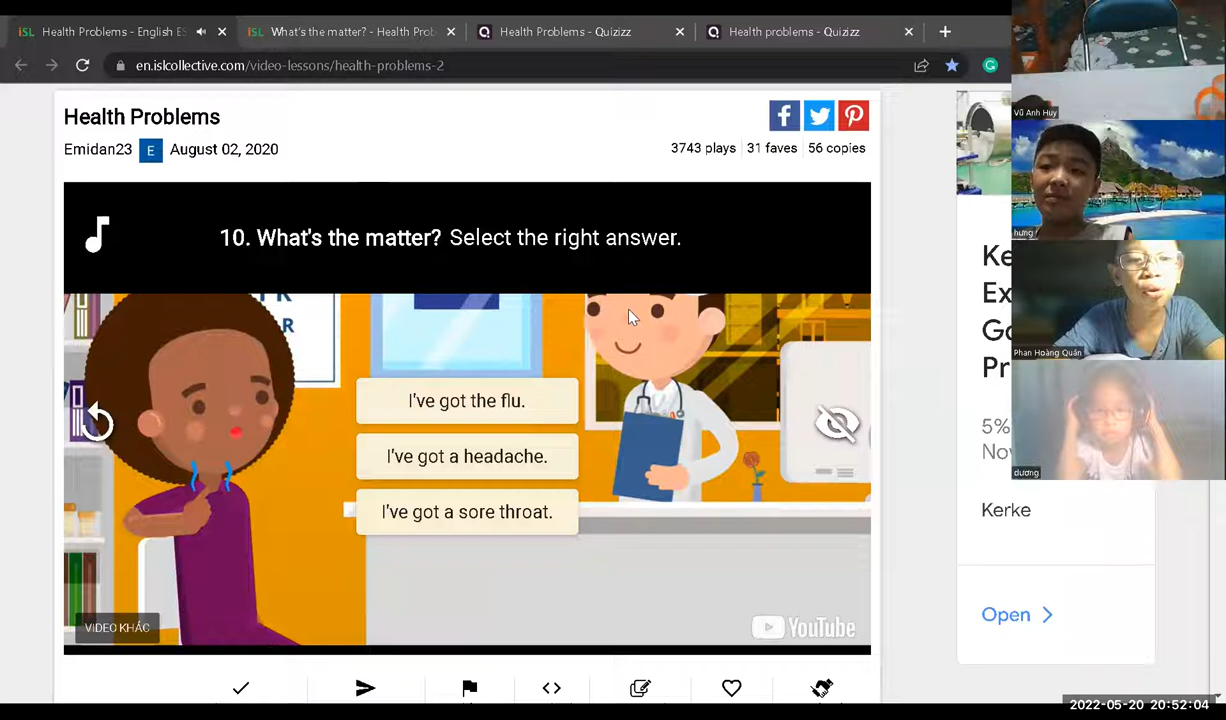 Health Problems - English ES
What's the matter? - Health Prob
Health Problems - Quizizz
Health problems - Quizizz
en.islcollective.com/video-lessons/health-problems-2
Health Problems
Emidan23 E August 02, 2020
3743 plays 31 faves 56 copies
10. What's the matter? Select the right answer.
I've got the flu.
I've got a headache.
I've got a sore throat.
VIDEO KHÁC
YouTube
Ke
Ex
Go
Pr
5%
Nov
Kerke
Open
Vũ Anh Huy
hưng
Phan Hoàng Quân
dương
2022-05-20 20:52:04